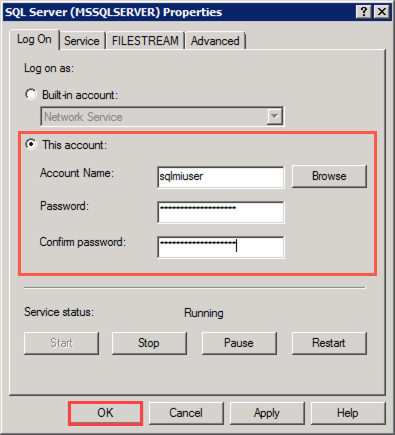 SQL Server (MSSQLSERVER) Properties
Log On Service FILESTREAM Advanced
Log on as:
Built-in account:
Network Service
This account:
Account Name: sqlmiuser Browse
Password:
Confirm password:
Service status: Running
Start Stop Pause Restart
OK Cancel Apply Help